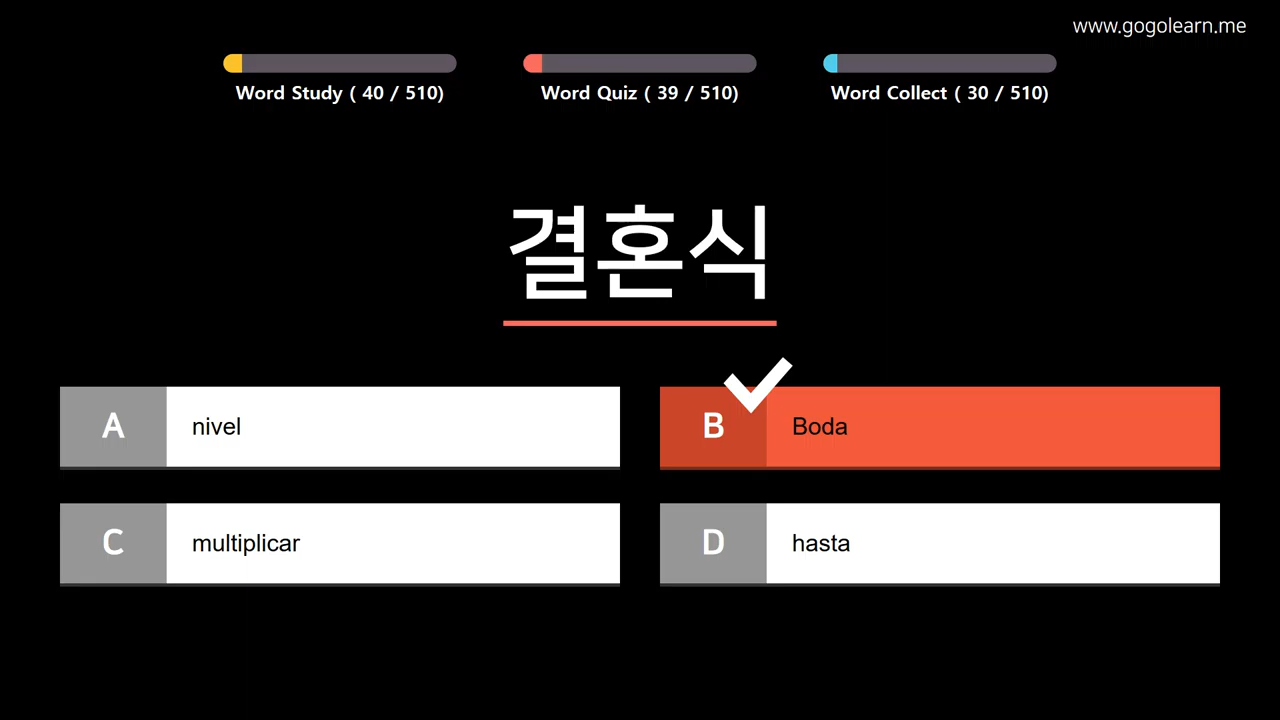 www.gogolearn.me
Word Study ( 40 / 510)
Word Quiz ( 39 / 510)
Word Collect ( 30 / 510)
결혼식
A nivel
B Boda
C multiplicar
D hasta